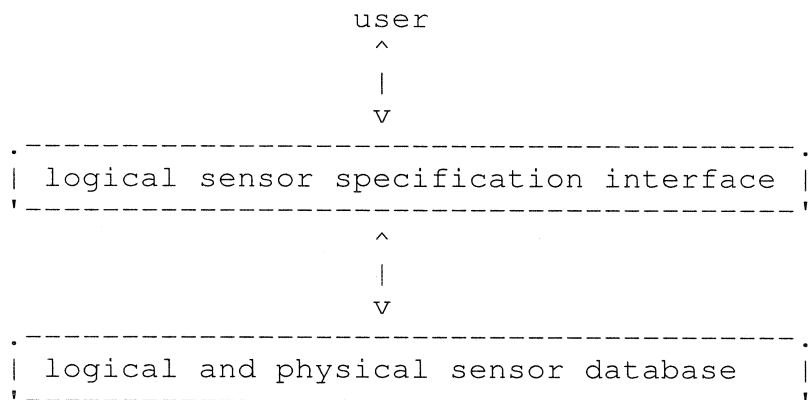 user
logical sensor specification interface
logical and physical sensor database